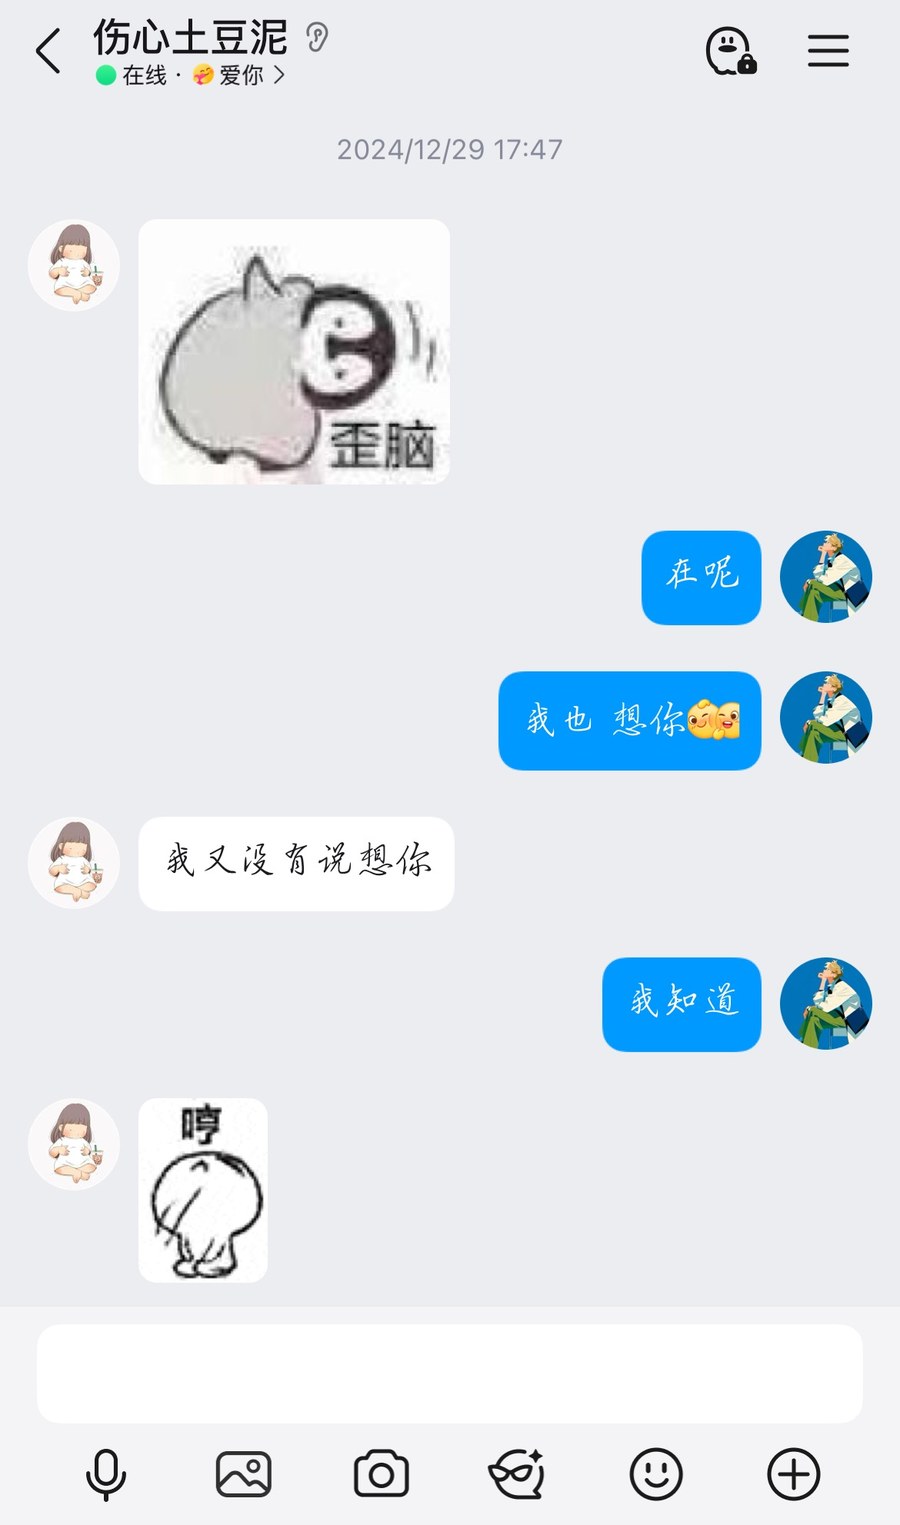 伤心土豆泥
在线 · 爱你
2024/12/29 17:47
歪脑
在呢
我也 想你
我又没有说想你
我知道
哼